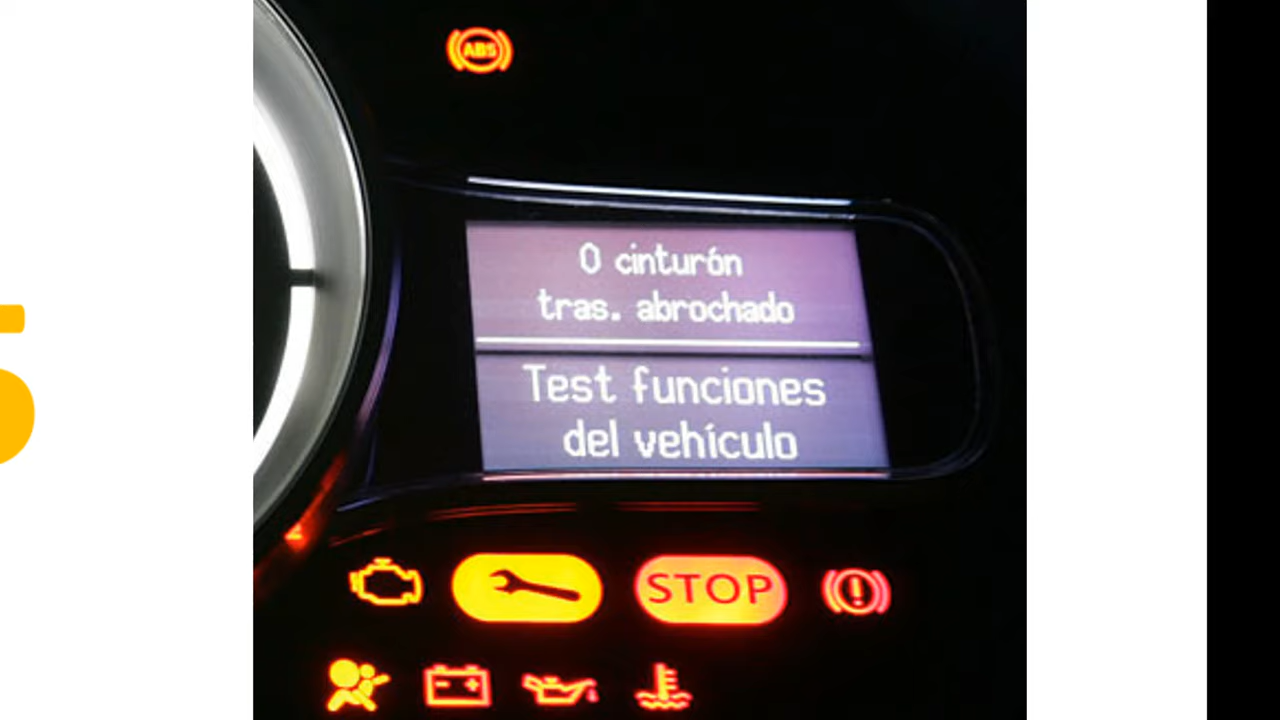 ABS
0 cinturón
tras. abrochado
Test funciones
del vehículo
STOP